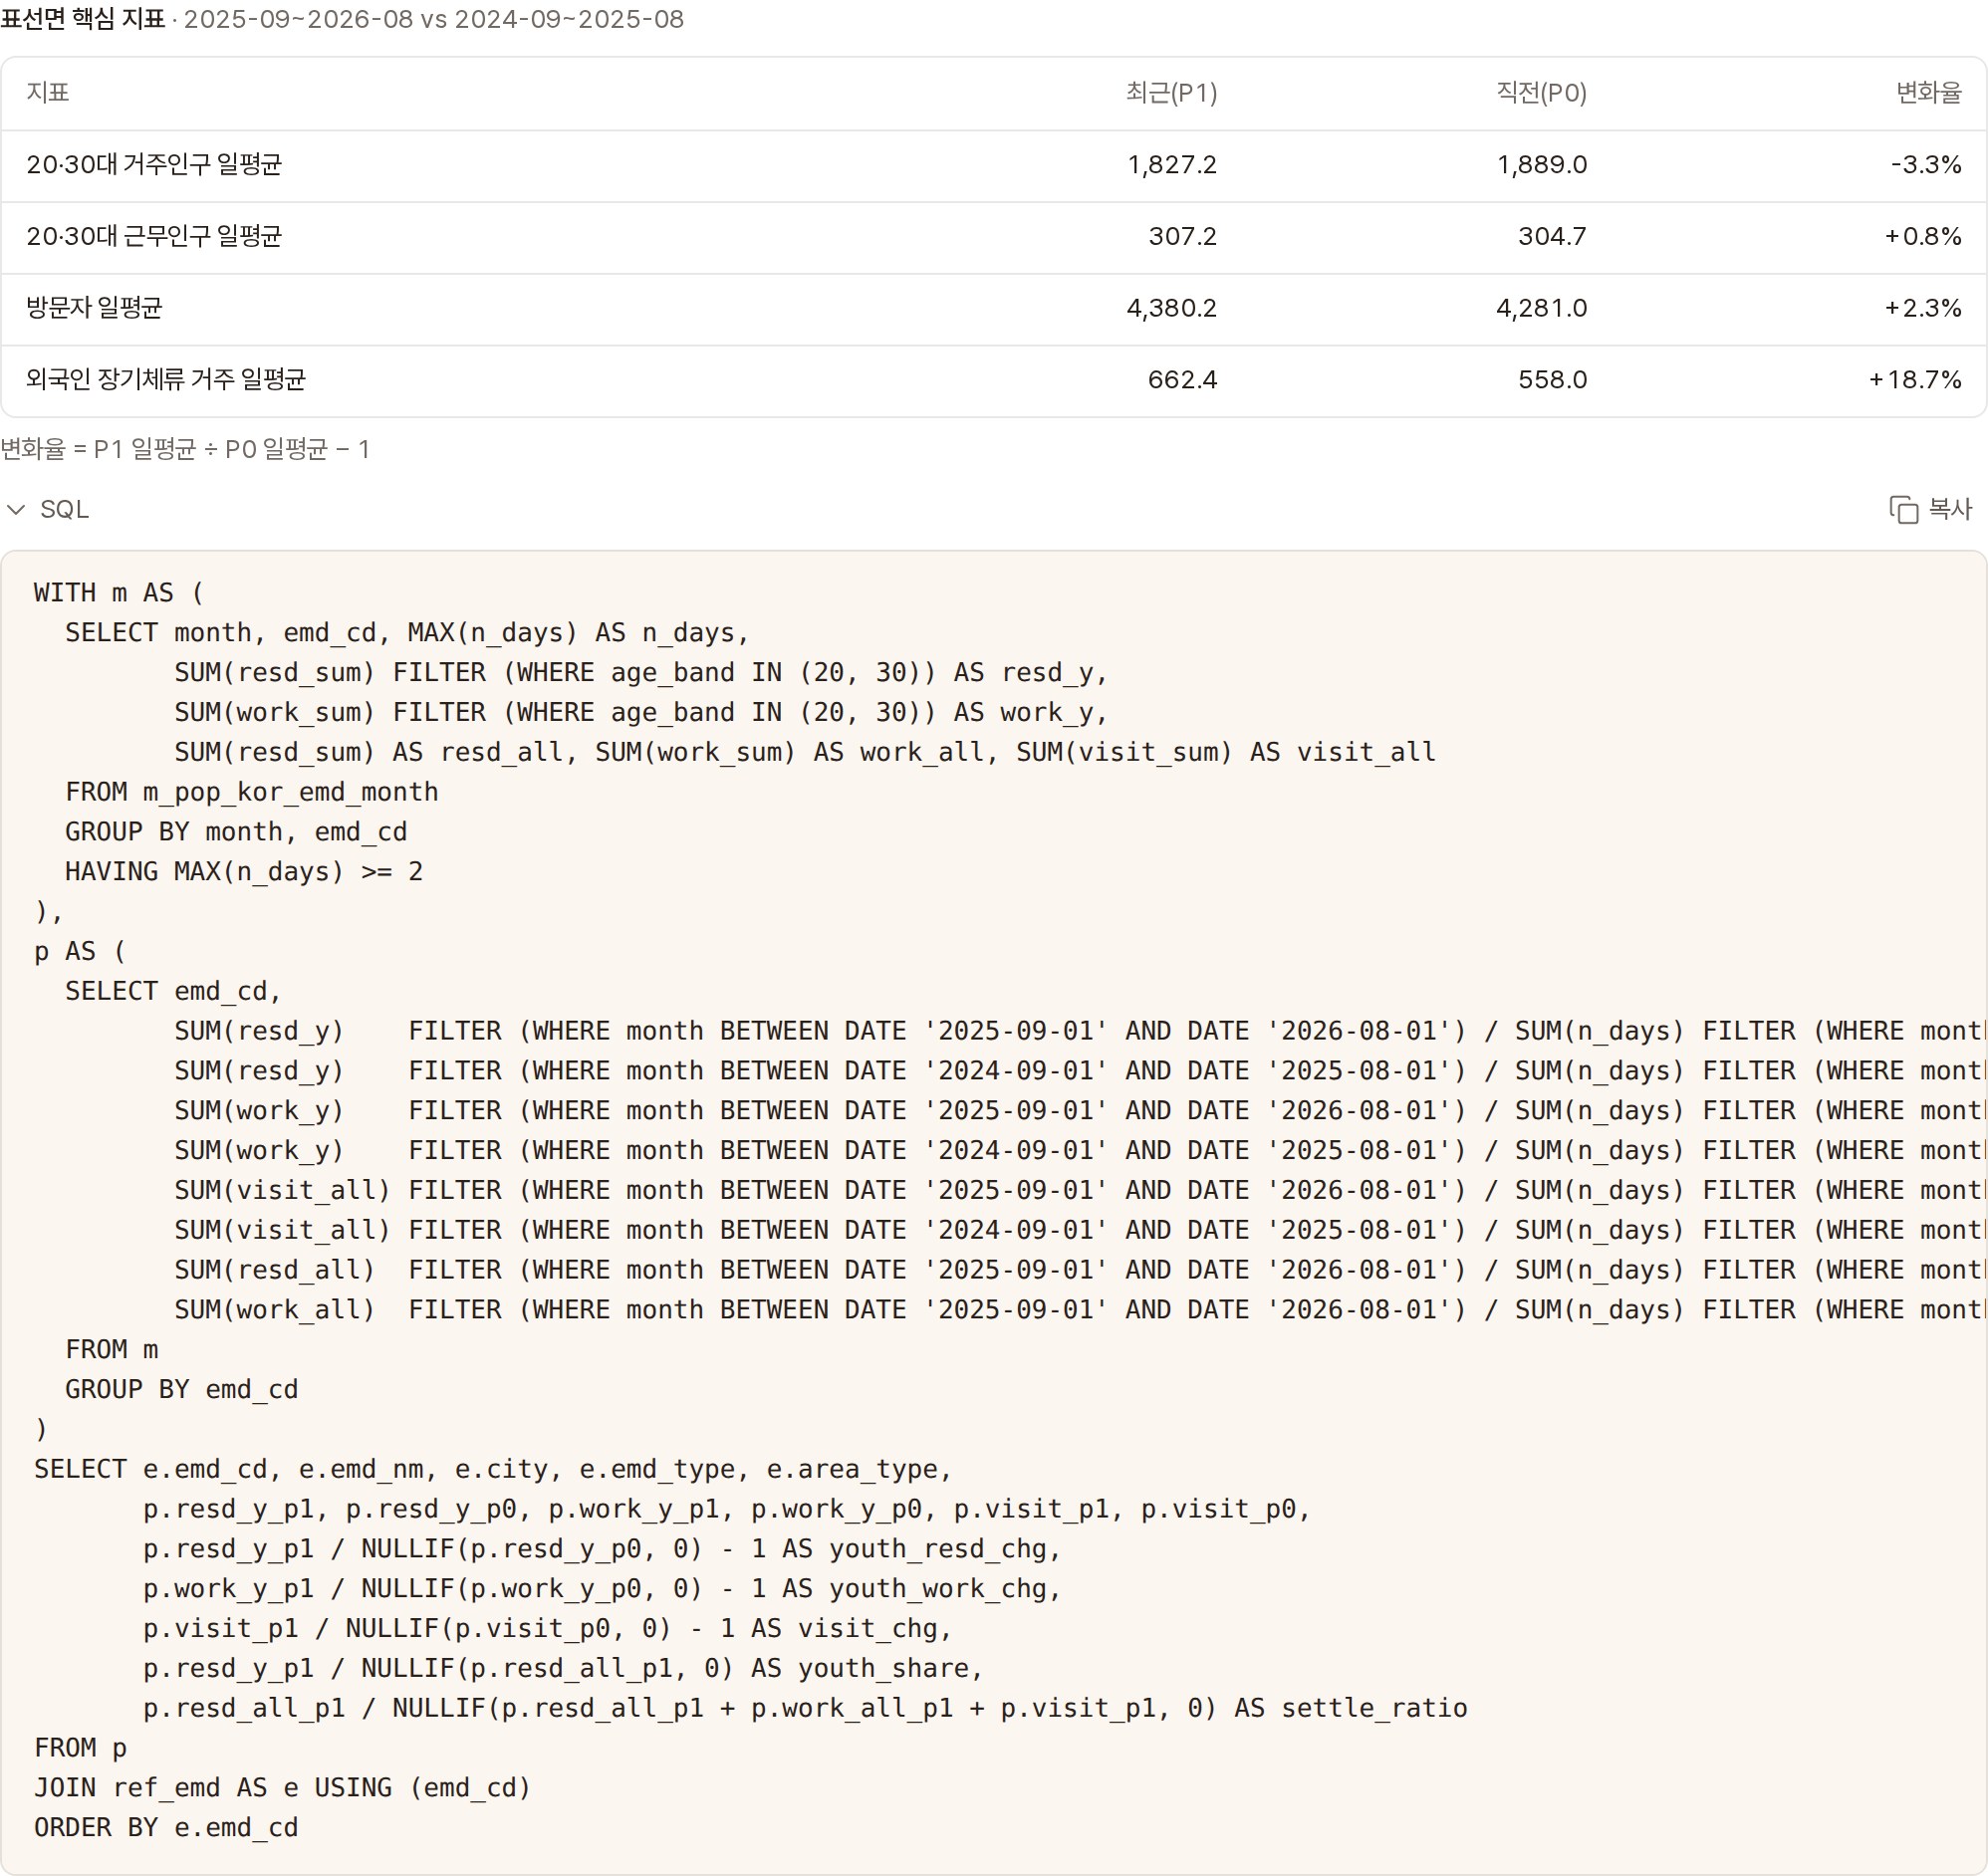 표선면 핵심 지표 · 2025-09~2026-08 vs 2024-09~2025-08
지표 최근(P1) 직전(P0) 변화율
20·30대 거주인구 일평균 1,827.2 1,889.0 -3.3%
20·30대 근무인구 일평균 307.2 304.7 +0.8%
방문자 일평균 4,380.2 4,281.0 +2.3%
외국인 장기체류 거주 일평균 662.4 558.0 +18.7%
변화율 = P1 일평균 ÷ P0 일평균 − 1
SQL 복사
WITH m AS (
  SELECT month, emd_cd, MAX(n_days) AS n_days,
         SUM(resd_sum) FILTER (WHERE age_band IN (20, 30)) AS resd_y,
         SUM(work_sum) FILTER (WHERE age_band IN (20, 30)) AS work_y,
         SUM(resd_sum) AS resd_all, SUM(work_sum) AS work_all, SUM(visit_sum) AS visit_all
  FROM m_pop_kor_emd_month
  GROUP BY month, emd_cd
  HAVING MAX(n_days) >= 2
),
p AS (
  SELECT emd_cd,
         SUM(resd_y)    FILTER (WHERE month BETWEEN DATE '2025-09-01' AND DATE '2026-08-01') / SUM(n_days) FILTER (WHERE month
         SUM(resd_y)    FILTER (WHERE month BETWEEN DATE '2024-09-01' AND DATE '2025-08-01') / SUM(n_days) FILTER (WHERE month
         SUM(work_y)    FILTER (WHERE month BETWEEN DATE '2025-09-01' AND DATE '2026-08-01') / SUM(n_days) FILTER (WHERE month
         SUM(work_y)    FILTER (WHERE month BETWEEN DATE '2024-09-01' AND DATE '2025-08-01') / SUM(n_days) FILTER (WHERE month
         SUM(visit_all) FILTER (WHERE month BETWEEN DATE '2025-09-01' AND DATE '2026-08-01') / SUM(n_days) FILTER (WHERE month
         SUM(visit_all) FILTER (WHERE month BETWEEN DATE '2024-09-01' AND DATE '2025-08-01') / SUM(n_days) FILTER (WHERE month
         SUM(resd_all)  FILTER (WHERE month BETWEEN DATE '2025-09-01' AND DATE '2026-08-01') / SUM(n_days) FILTER (WHERE month
         SUM(work_all)  FILTER (WHERE month BETWEEN DATE '2025-09-01' AND DATE '2026-08-01') / SUM(n_days) FILTER (WHERE month
  FROM m
  GROUP BY emd_cd
)
SELECT e.emd_cd, e.emd_nm, e.city, e.emd_type, e.area_type,
       p.resd_y_p1, p.resd_y_p0, p.work_y_p1, p.work_y_p0, p.visit_p1, p.visit_p0,
       p.resd_y_p1 / NULLIF(p.resd_y_p0, 0) - 1 AS youth_resd_chg,
       p.work_y_p1 / NULLIF(p.work_y_p0, 0) - 1 AS youth_work_chg,
       p.visit_p1 / NULLIF(p.visit_p0, 0) - 1 AS visit_chg,
       p.resd_y_p1 / NULLIF(p.resd_all_p1, 0) AS youth_share,
       p.resd_all_p1 / NULLIF(p.resd_all_p1 + p.work_all_p1 + p.visit_p1, 0) AS settle_ratio
FROM p
JOIN ref_emd AS e USING (emd_cd)
ORDER BY e.emd_cd